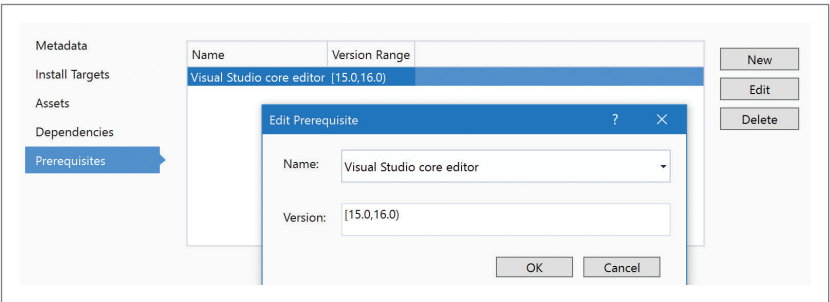 Metadata
Install Targets
Assets
Dependencies
Prerequisites
Name Version Range
Visual Studio core editor [15.0,16.0)
New
Edit
Delete
Edit Prerequisite ? ×
Name: Visual Studio core editor
Version: [15.0,16.0)
OK Cancel